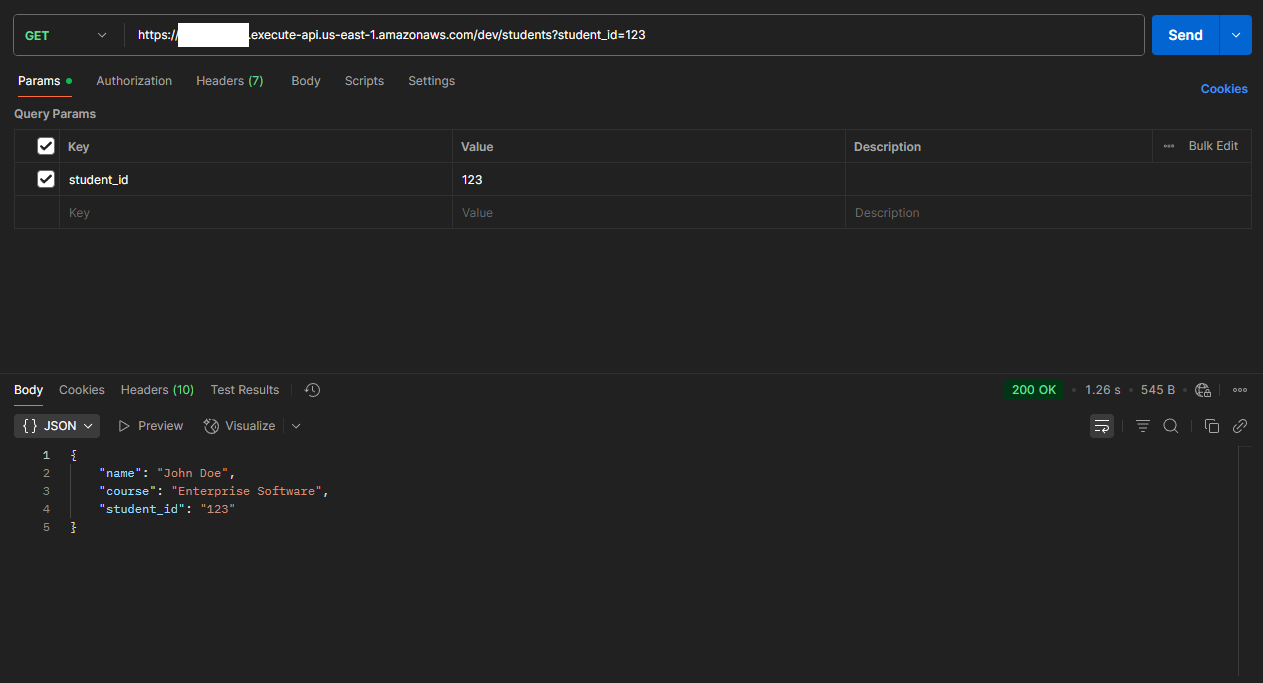 GET https:// .execute-api.us-east-1.amazonaws.com/dev/students?student_id=123 Send
Params Authorization Headers (7) Body Scripts Settings Cookies
Query Params
Key Value Description Bulk Edit
student_id 123
Key Value Description
Body Cookies Headers (10) Test Results 200 OK 1.26 s 545 B
{} JSON Preview Visualize
1 {
2 "name": "John Doe",
3 "course": "Enterprise Software",
4 "student_id": "123"
5 }